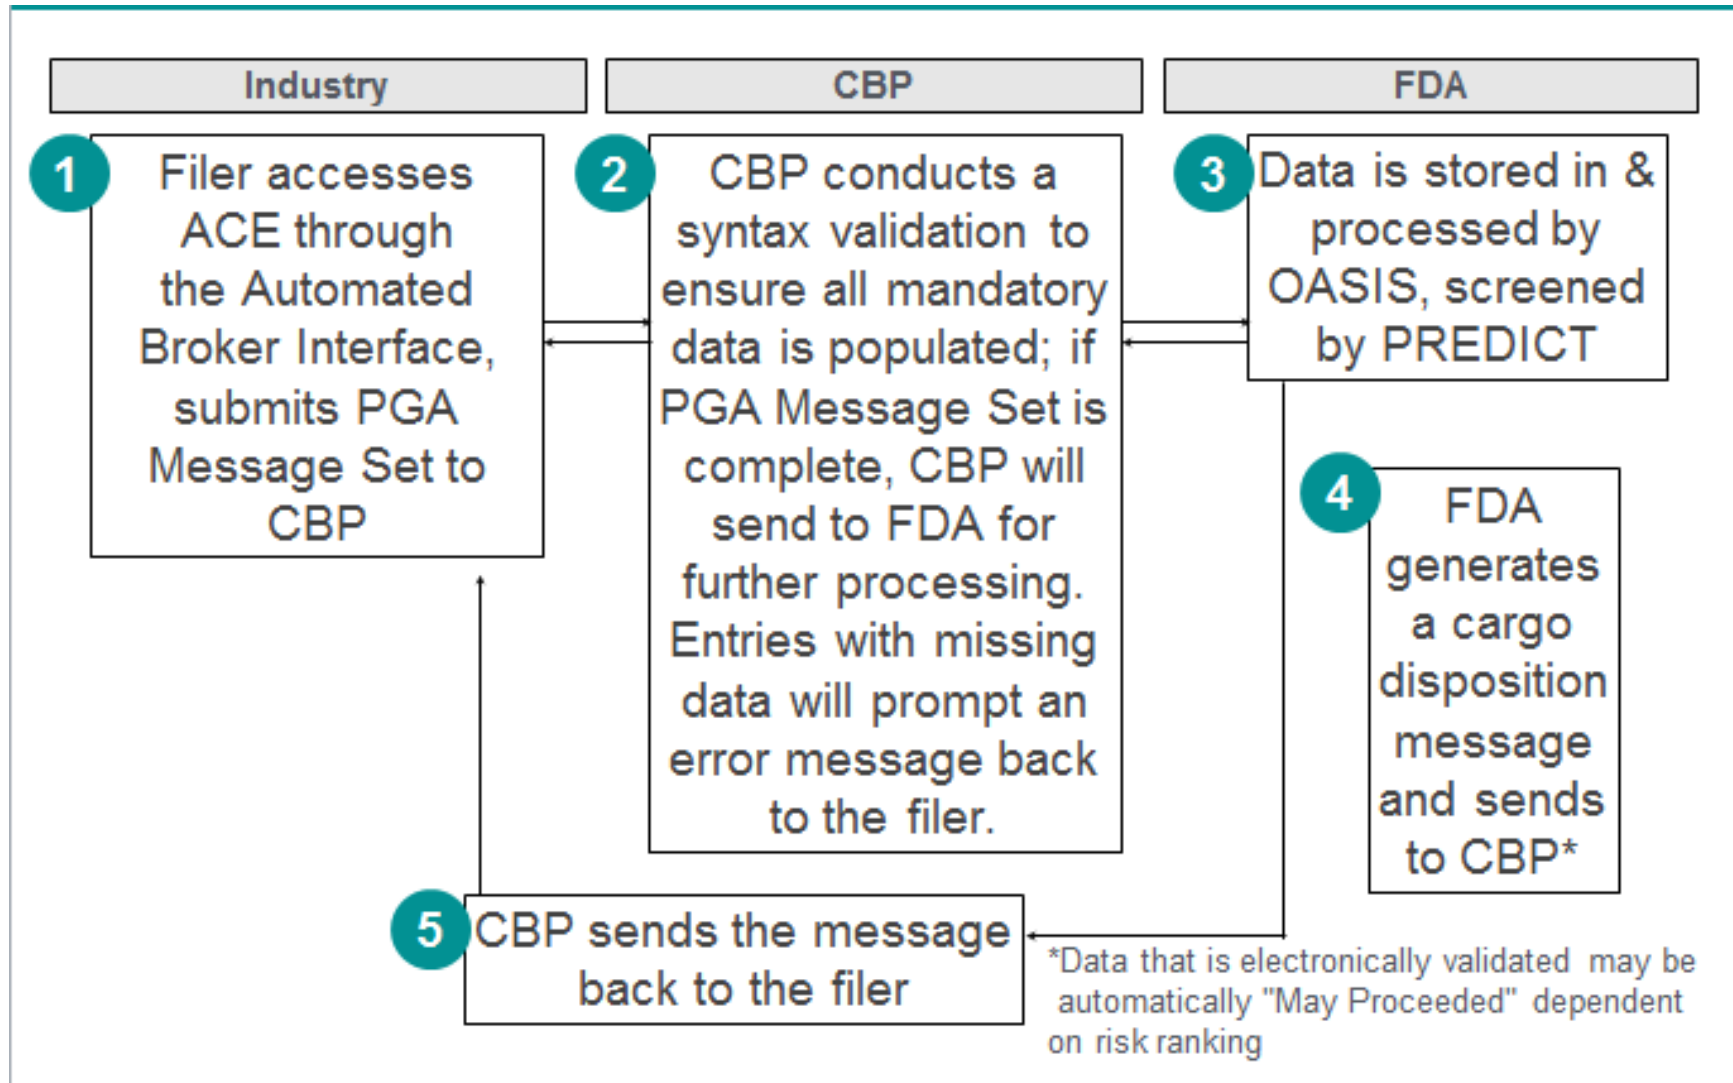 Industry
CBP
FDA
1
Filer accesses
ACE through
the Automated
Broker Interface,
submits PGA
Message Set to
CBP
2
CBP conducts a
syntax validation to
ensure all mandatory
data is populated; if
PGA Message Set is
complete, CBP will
send to FDA for
further processing.
Entries with missing
data will prompt an
error message back
to the filer.
3
Data is stored in &
processed by
OASIS, screened
by PREDICT
4
FDA
generates
a cargo
disposition
message
and sends
to CBP*
5
CBP sends the message
back to the filer
*Data that is electronically validated may be
automatically "May Proceeded" dependent
on risk ranking